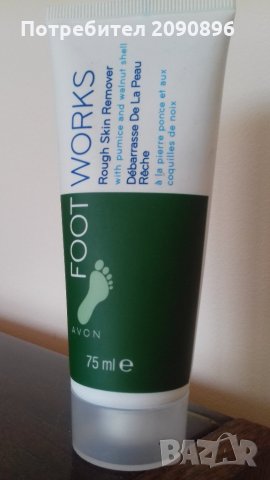 Потребител 2090896
FOOT WORKS
Rough Skin Remover
with pumice and walnut shell
Débarrasse De La Peau
Rêche
à la pierre ponce et aux
coquilles de noix
AVON
75 ml e
BAZAR